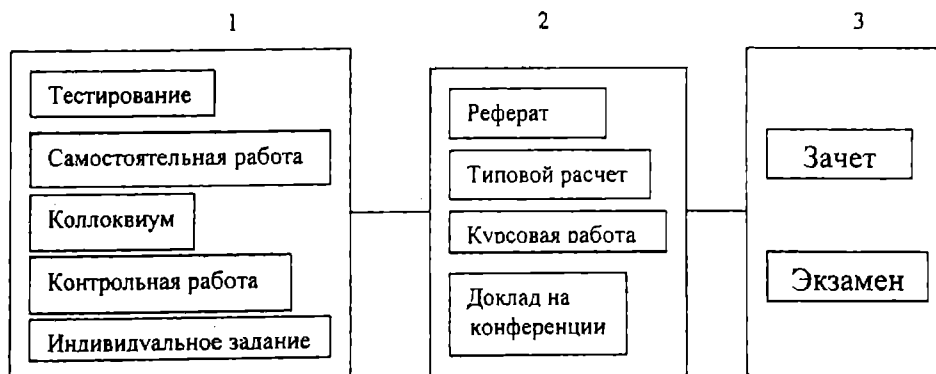 1
Тестирование
Самостоятельная работа
Коллоквиум
Контрольная работа
Индивидуальное задание
2
Реферат
Типовой расчет
Курсовая работа
Доклад на
конференции
3
Зачет
Экзамен